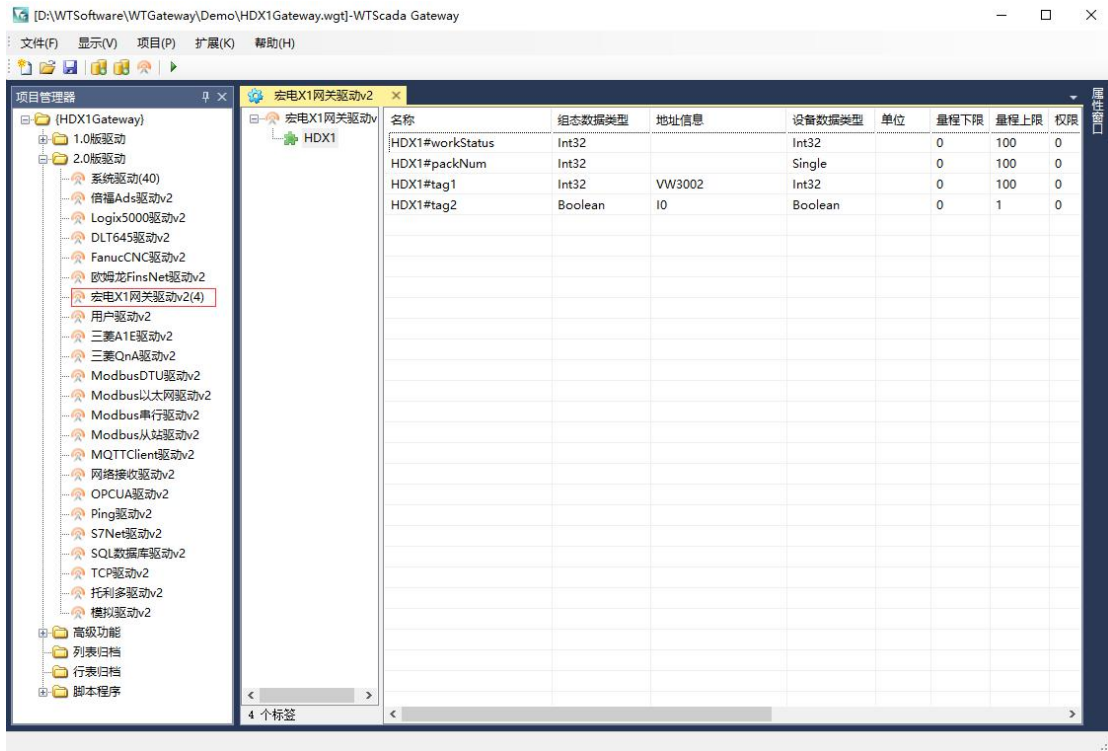 [D:\WTSoftware\WTGateway\Demo\HDX1Gateway.wgt]-WTScada Gateway
文件(F) 显示(V) 项目(P) 扩展(K) 帮助(H)
项目管理器
{HDX1Gateway}
1.0版驱动
2.0版驱动
系统驱动(40)
倍福Ads驱动v2
Logix5000驱动v2
DLT645驱动v2
FanucCNC驱动v2
欧姆龙FinsNet驱动v2
宏电X1网关驱动v2(4)
用户驱动v2
三菱A1E驱动v2
三菱QnA驱动v2
ModbusDTU驱动v2
Modbus以太网驱动v2
Modbus串行驱动v2
Modbus从站驱动v2
MQTTClient驱动v2
网络接收驱动v2
OPCUA驱动v2
Ping驱动v2
S7Net驱动v2
SQL数据库驱动v2
TCP驱动v2
托利多驱动v2
模拟驱动v2
高级功能
列表归档
行表归档
脚本程序
宏电X1网关驱动v2
宏电X1网关驱动v
HDX1
4 个标签
名称 组态数据类型 地址信息 设备数据类型 单位 量程下限 量程上限 权限
HDX1#workStatus Int32 Int32 0 100 0
HDX1#packNum Int32 Single 0 100 0
HDX1#tag1 Int32 VW3002 Int32 0 100 0
HDX1#tag2 Boolean I0 Boolean 0 1 0
属性窗口